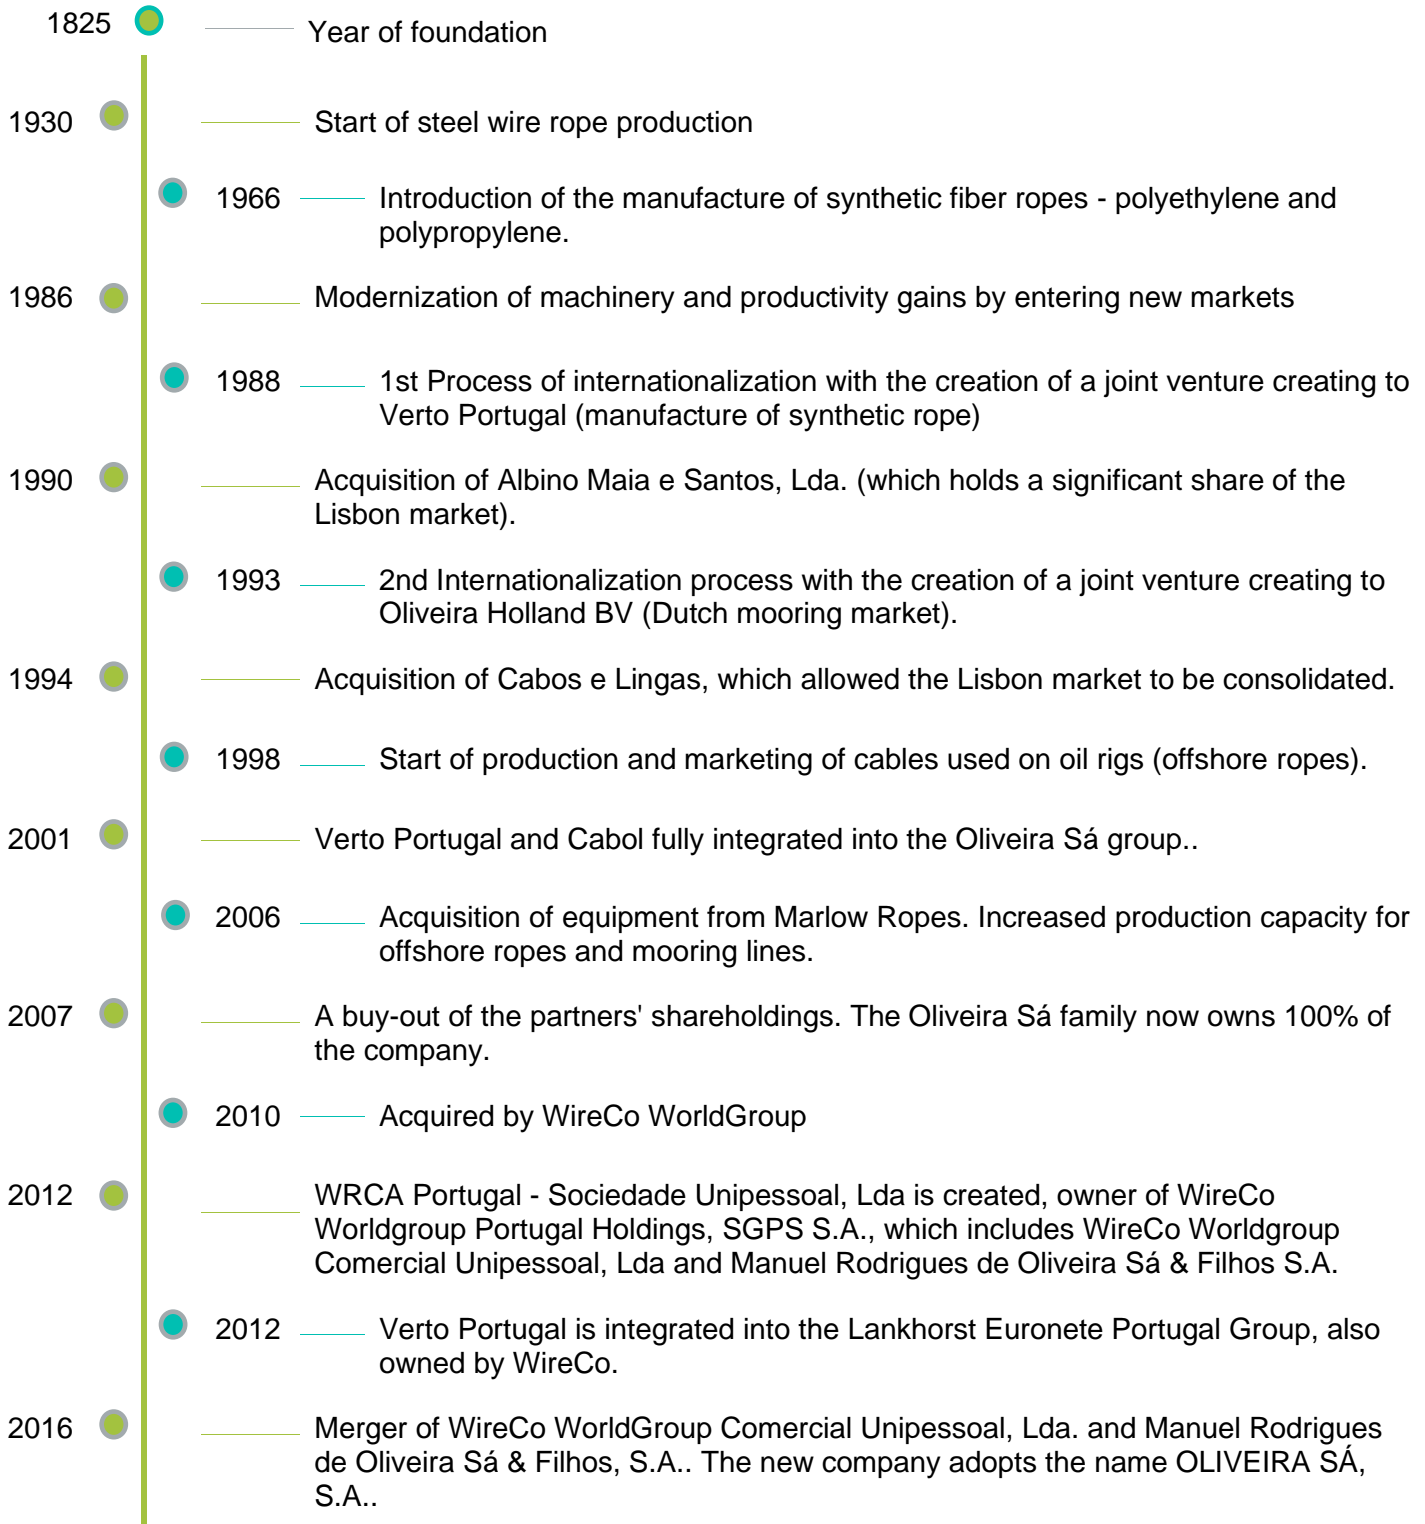 1825
Year of foundation
1930
Start of steel wire rope production
1966
Introduction of the manufacture of synthetic fiber ropes - polyethylene and
polypropylene.
1986
Modernization of machinery and productivity gains by entering new markets
1988
1st Process of internationalization with the creation of a joint venture creating to
Verto Portugal (manufacture of synthetic rope)
1990
Acquisition of Albino Maia e Santos, Lda. (which holds a significant share of the
Lisbon market).
1993
2nd Internationalization process with the creation of a joint venture creating to
Oliveira Holland BV (Dutch mooring market).
1994
Acquisition of Cabos e Lingas, which allowed the Lisbon market to be consolidated.
1998
Start of production and marketing of cables used on oil rigs (offshore ropes).
2001
Verto Portugal and Cabol fully integrated into the Oliveira Sá group..
2006
Acquisition of equipment from Marlow Ropes. Increased production capacity for
offshore ropes and mooring lines.
2007
A buy-out of the partners' shareholdings. The Oliveira Sá family now owns 100% of
the company.
2010
Acquired by WireCo WorldGroup
2012
WRCA Portugal - Sociedade Unipessoal, Lda is created, owner of WireCo
Worldgroup Portugal Holdings, SGPS S.A., which includes WireCo Worldgroup
Comercial Unipessoal, Lda and Manuel Rodrigues de Oliveira Sá & Filhos S.A.
2012
Verto Portugal is integrated into the Lankhorst Euronete Portugal Group, also
owned by WireCo.
2016
Merger of WireCo WorldGroup Comercial Unipessoal, Lda. and Manuel Rodrigues
de Oliveira Sá & Filhos, S.A.. The new company adopts the name OLIVEIRA SÁ,
S.A..